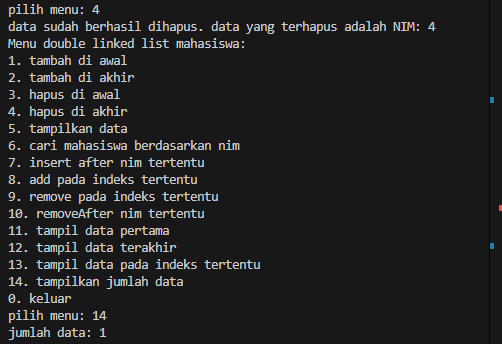 pilih menu: 4
data sudah berhasil dihapus. data yang terhapus adalah NIM: 4
Menu double linked list mahasiswa:
1. tambah di awal
2. tambah di akhir
3. hapus di awal
4. hapus di akhir
5. tampilkan data
6. cari mahasiswa berdasarkan nim
7. insert after nim tertentu
8. add pada indeks tertentu
9. remove pada indeks tertentu
10. removeAfter nim tertentu
11. tampil data pertama
12. tampil data terakhir
13. tampil data pada indeks tertentu
14. tampilkan jumlah data
0. keluar
pilih menu: 14
jumlah data: 1